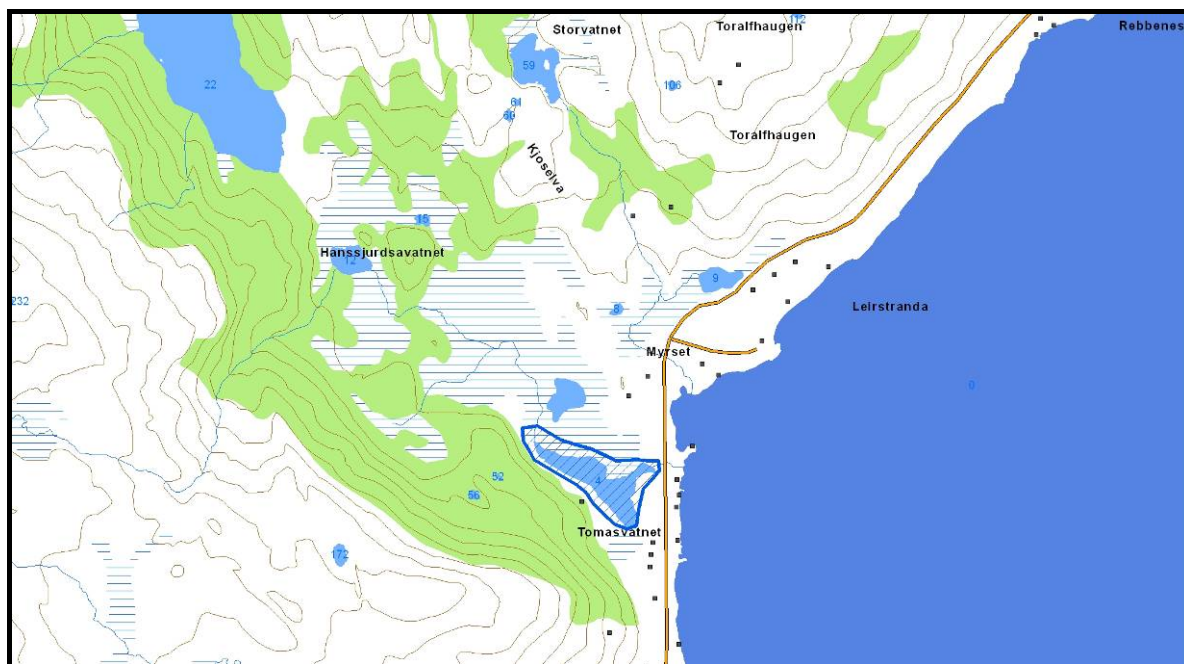 112
Storvatnet
Toralfhaugen
Rebbenes
59
22
106
61
60
Toralfhaugen
Kjoselva
15
Hanssjurdsavatnet
12
9
232
8
Leirstranda
Myrset
0
52
4
56
Tomasvatnet
172